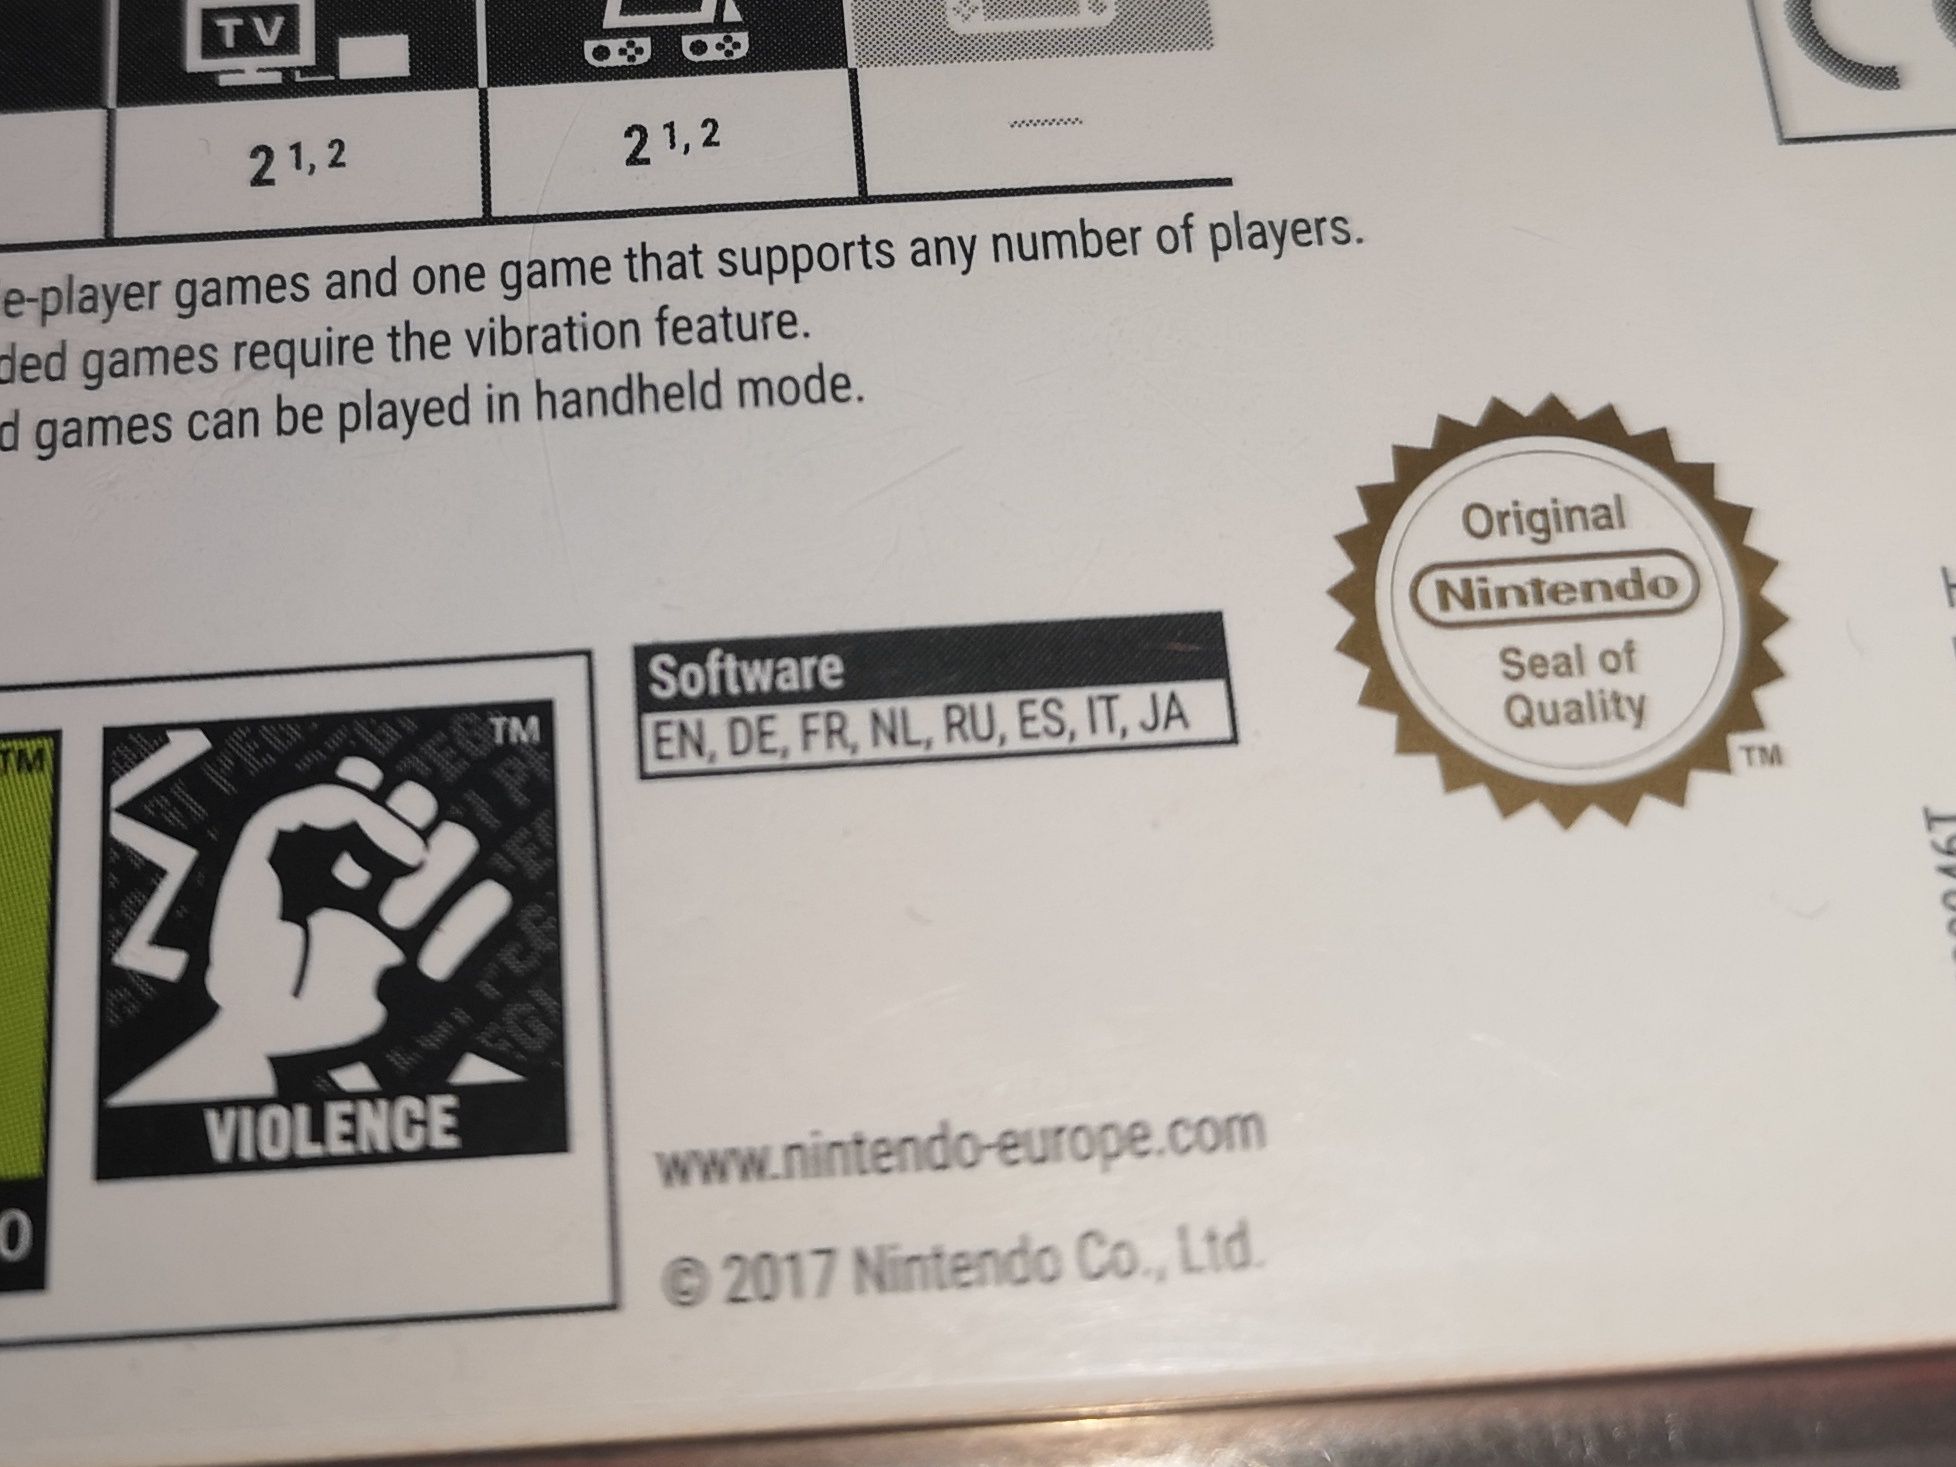 TV
2 1, 2
2 1, 2
e-player games and one game that supports any number of players.
ded games require the vibration feature.
d games can be played in handheld mode.
Original
Nintendo
Seal of
Quality
TM
Software
EN, DE, FR, NL, RU, ES, IT, JA
TM
TM
VIOLENCE
www.nintendo-europe.com
© 2017 Nintendo Co., Ltd.